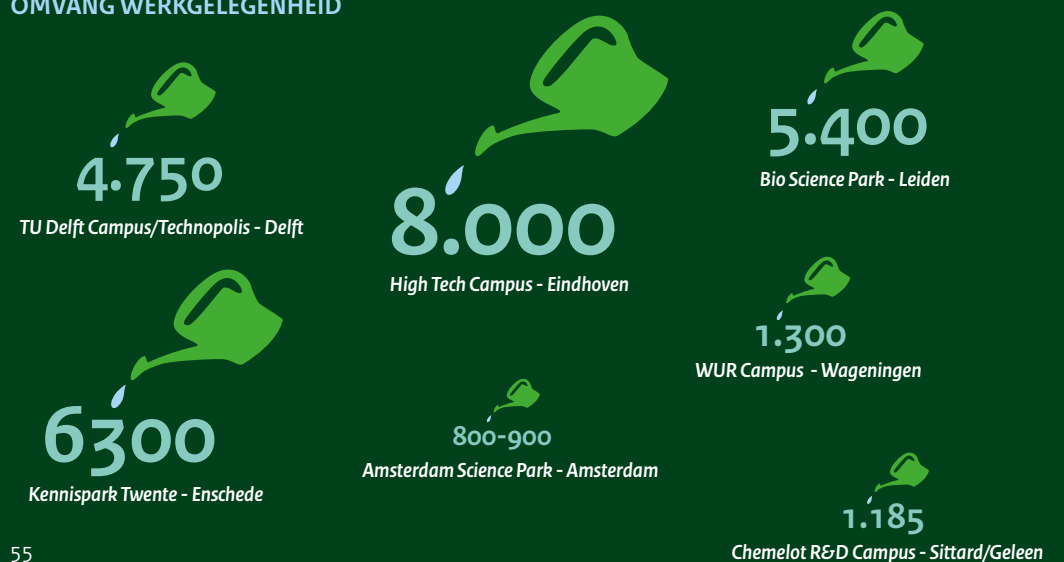 OMVANG WERKGELEGENHEID
4.750
TU Delft Campus/Technopolis - Delft
8.000
High Tech Campus - Eindhoven
5.400
Bio Science Park - Leiden
6300
Kennispark Twente - Enschede
800-900
Amsterdam Science Park - Amsterdam
1.300
WUR Campus - Wageningen
1.185
Chemelot R&D Campus - Sittard/Geleen
55